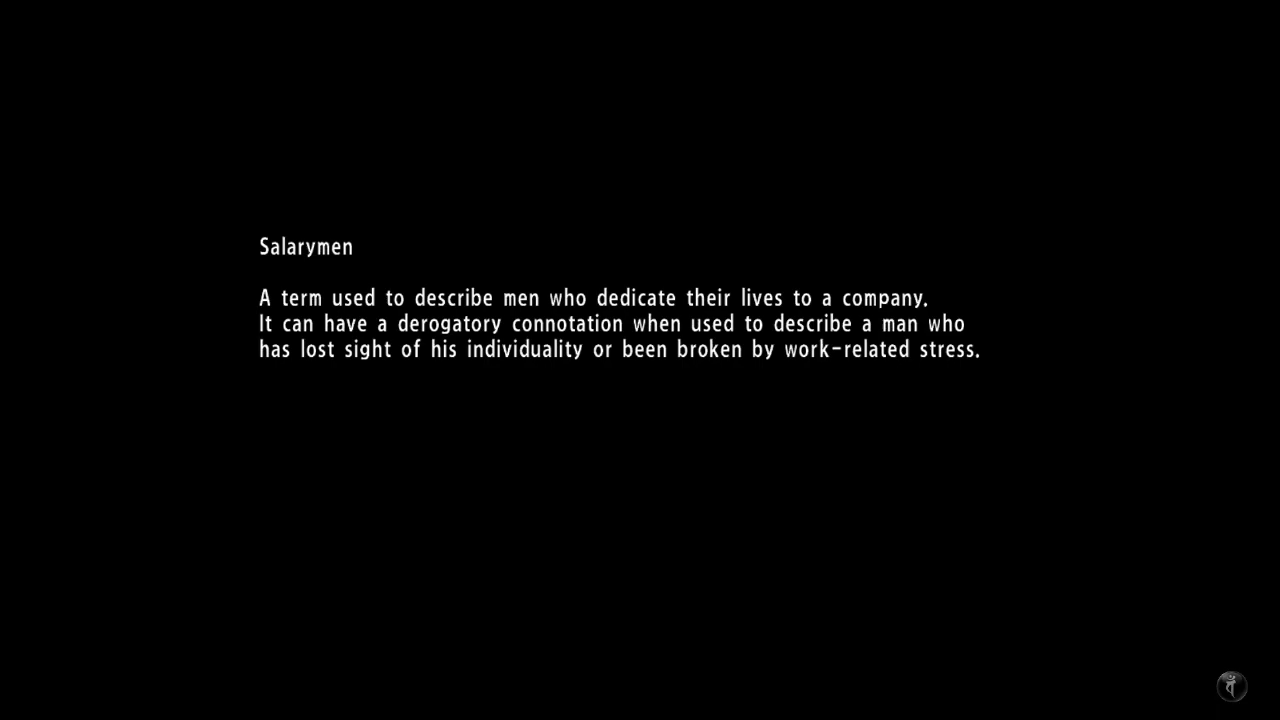 Salarymen
A term used to describe men who dedicate their lives to a company.
It can have a derogatory connotation when used to describe a man who
has lost sight of his individuality or been broken by work-related stress.